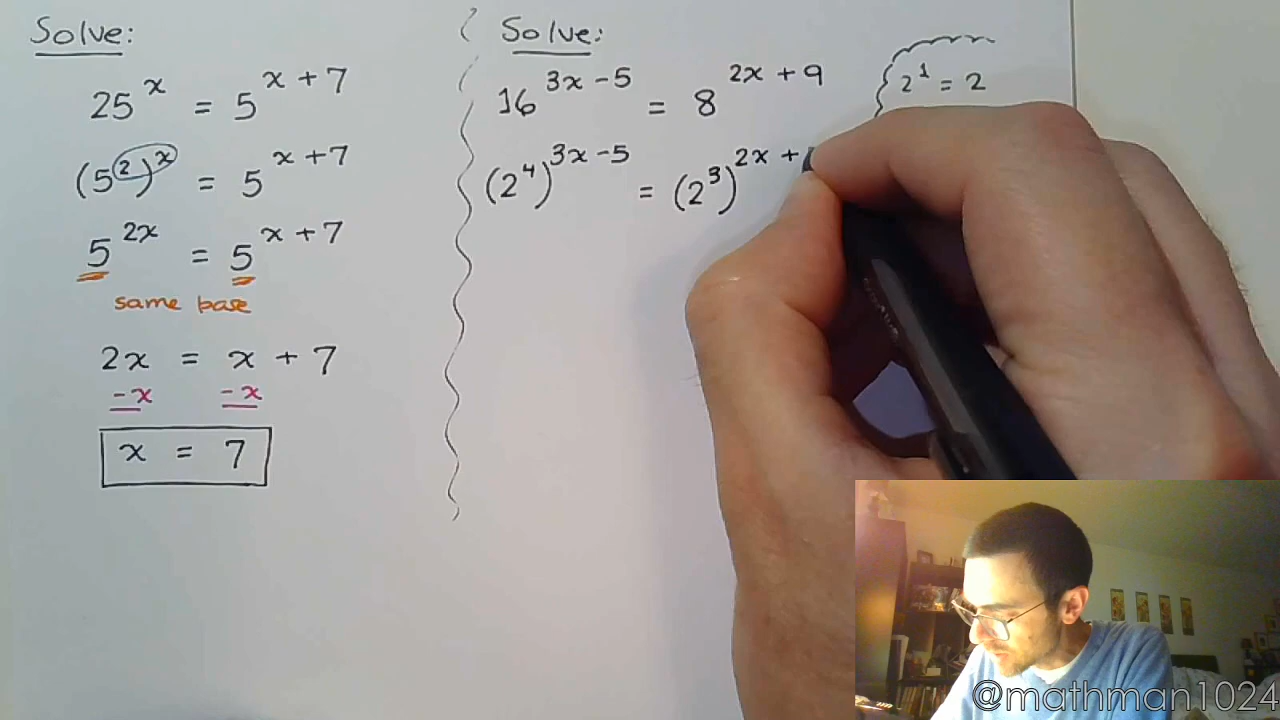 Solve:
25^x = 5^(x + 7)
(5^2)^x = 5^(x + 7)
5^(2x) = 5^(x + 7)
same base
2x = x + 7
-x -x
x = 7
Solve:
16^(3x - 5) = 8^(2x + 9)
(2^4)^(3x - 5) = (2^3)^(2x +
2^1 = 2
@mathman1024